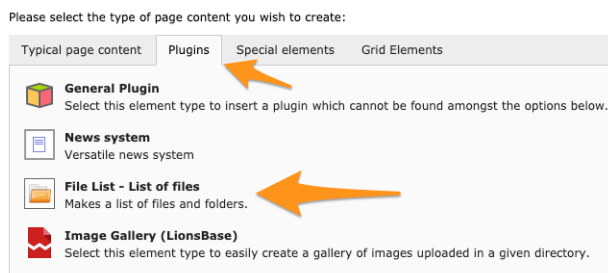 Please select the type of page content you wish to create:
Typical page content Plugins Special elements Grid Elements
General Plugin
Select this element type to insert a plugin which cannot be found amongst the options below.
News system
Versatile news system
File List - List of files
Makes a list of files and folders.
Image Gallery (LionsBase)
Select this element type to easily create a gallery of images uploaded in a given directory.